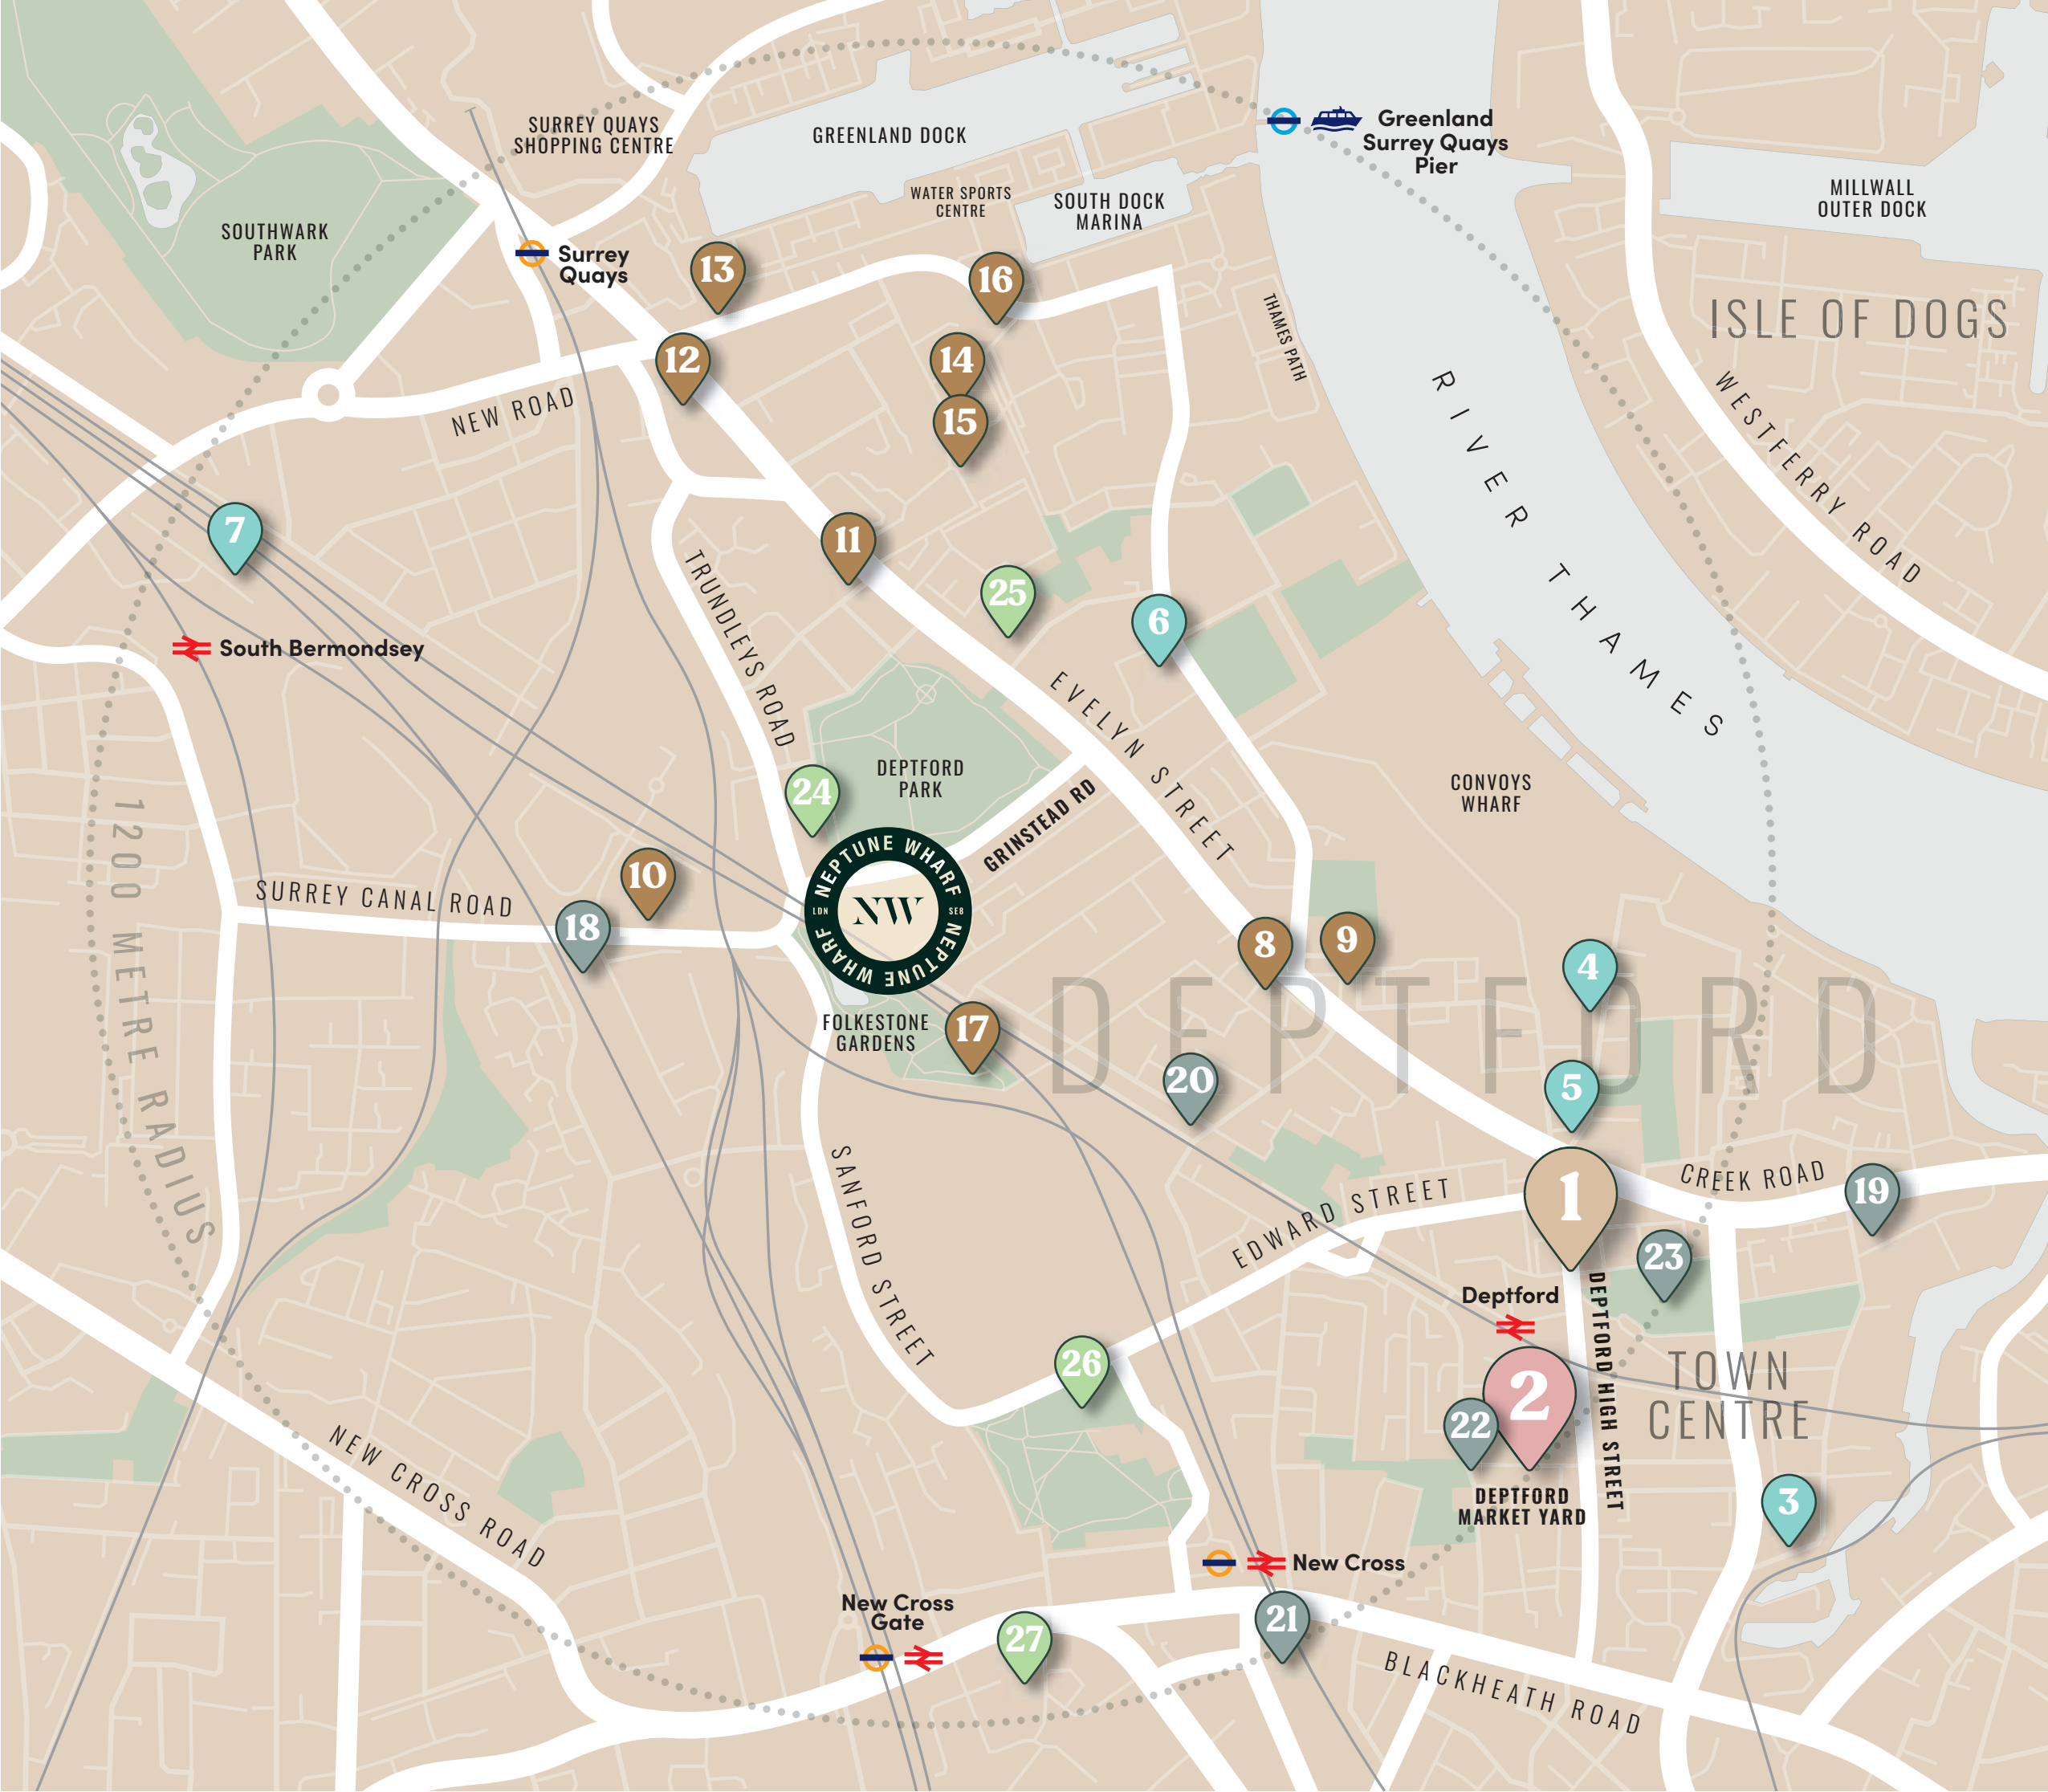 SURREY QUAYS
SHOPPING CENTRE
GREENLAND DOCK
Greenland
Surrey Quays
Pier
WATER SPORTS
CENTRE
SOUTH DOCK
MARINA
MILLWALL
OUTER DOCK
SOUTHWARK
PARK
Surrey
Quays
13
16
THAMES PATH
ISLE OF DOGS
12
14
15
NEW ROAD
RIVER THAMES
WESTFERRY ROAD
7
11
25
6
South Bermondsey
TRUNDLEYS ROAD
EVELYN STREET
24
DEPTFORD
PARK
GRINSTEAD RD
CONVOYS
WHARF
1200 METRE RADIUS
SURREY CANAL ROAD
10
18
NEPTUNE WHARF
LDN
NW
SE8
NEPTUNE WHARF
8
9
4
DEPTFORD
FOLKESTONE
GARDENS
17
20
5
SANFORD STREET
EDWARD STREET
1
CREEK ROAD
19
23
Deptford
DEPTFORD HIGH STREET
TOWN
CENTRE
26
2
22
DEPTFORD
MARKET YARD
3
NEW CROSS ROAD
New Cross
New Cross
Gate
27
21
BLACKHEATH ROAD